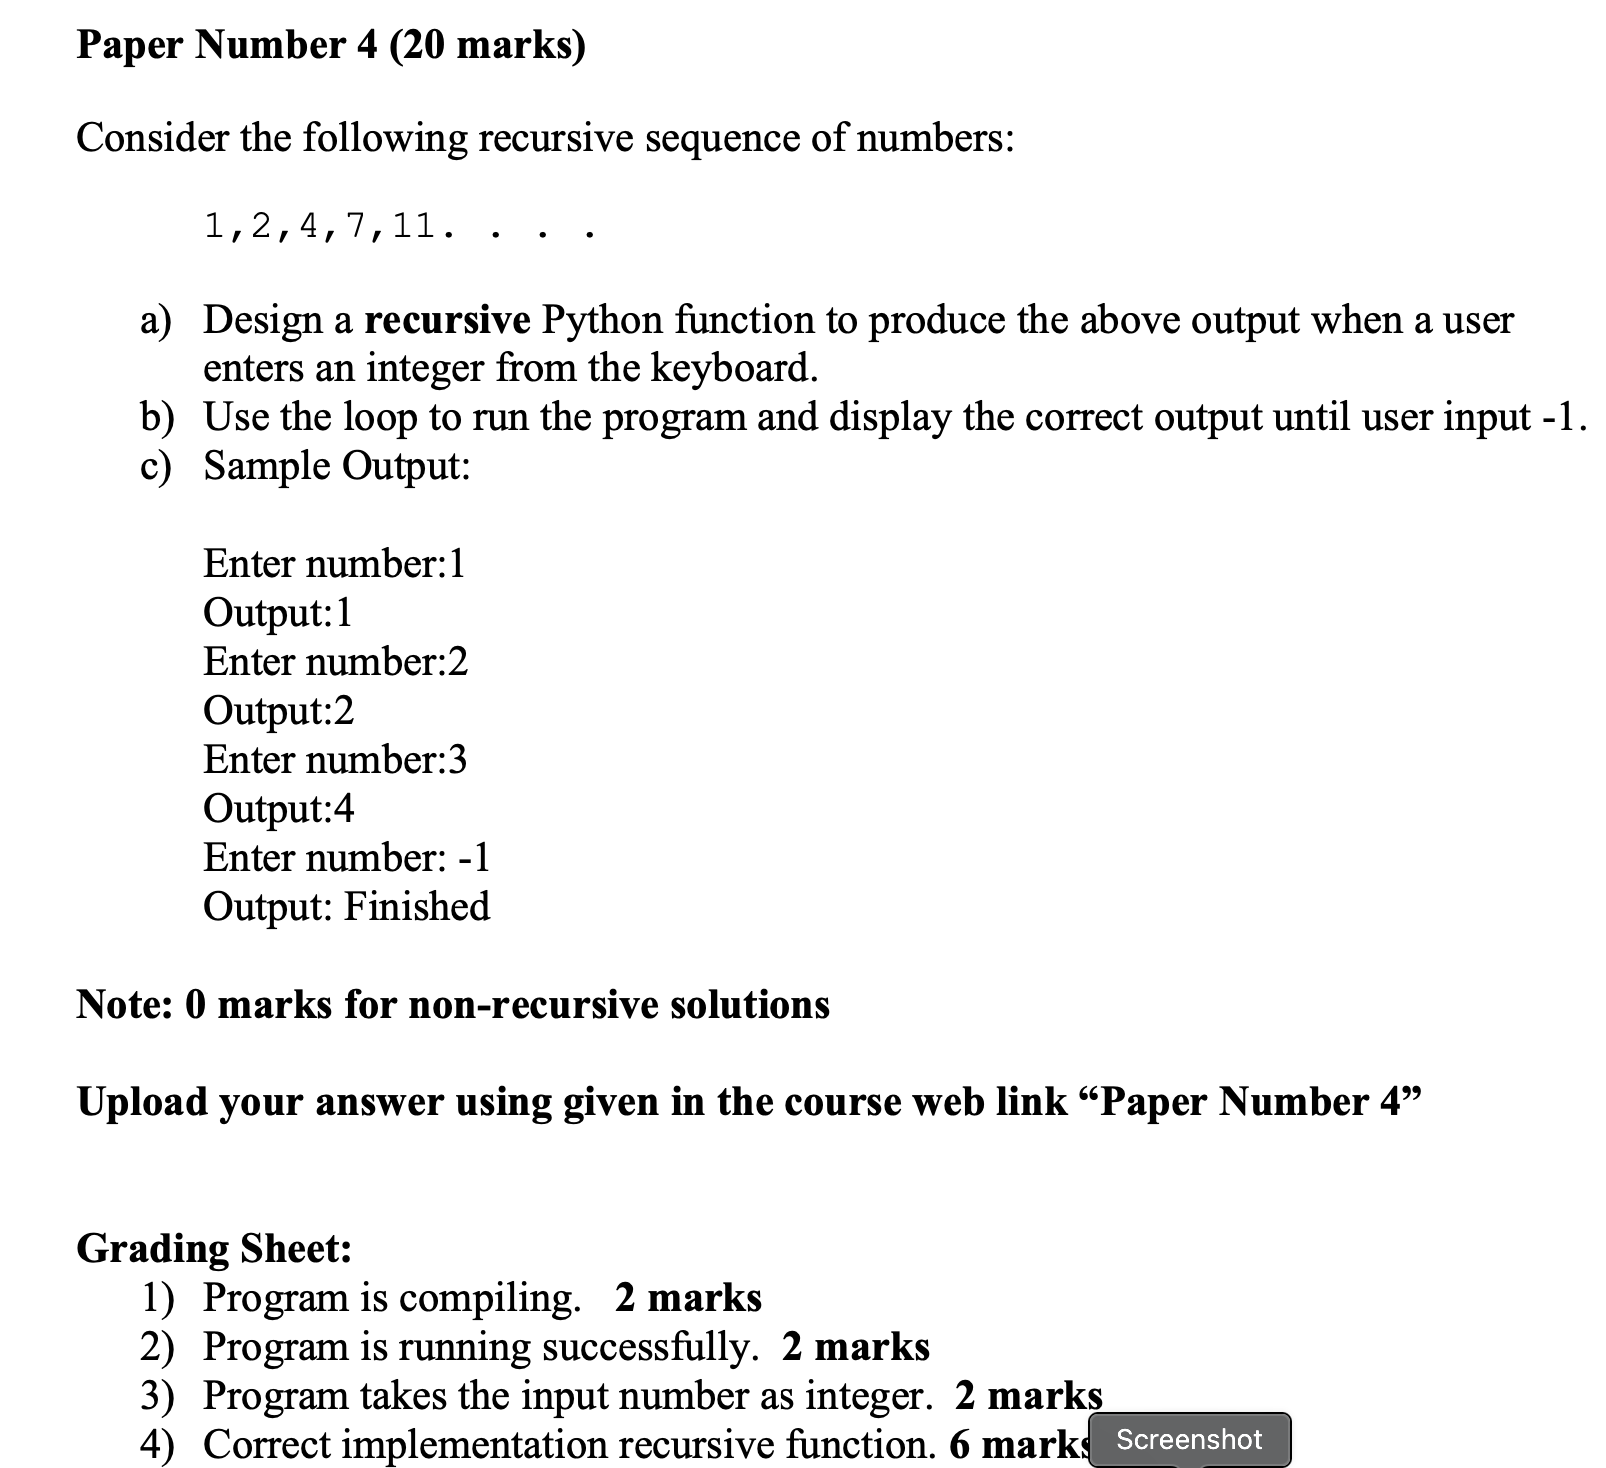 Paper Number 4 (20 marks)
Consider the following recursive sequence of numbers:
1,2,4,7,11. . . .
a) Design a recursive Python function to produce the above output when a user
enters an integer from the keyboard.
b) Use the loop to run the program and display the correct output until user input -1.
c) Sample Output:
Enter number:1
Output:1
Enter number:2
Output:2
Enter number:3
Output:4
Enter number: -1
Output: Finished
Note: 0 marks for non-recursive solutions
Upload your answer using given in the course web link “Paper Number 4”
Grading Sheet:
1) Program is compiling. 2 marks
2) Program is running successfully. 2 marks
3) Program takes the input number as integer. 2 marks
4) Correct implementation recursive function. 6 marks
Screenshot